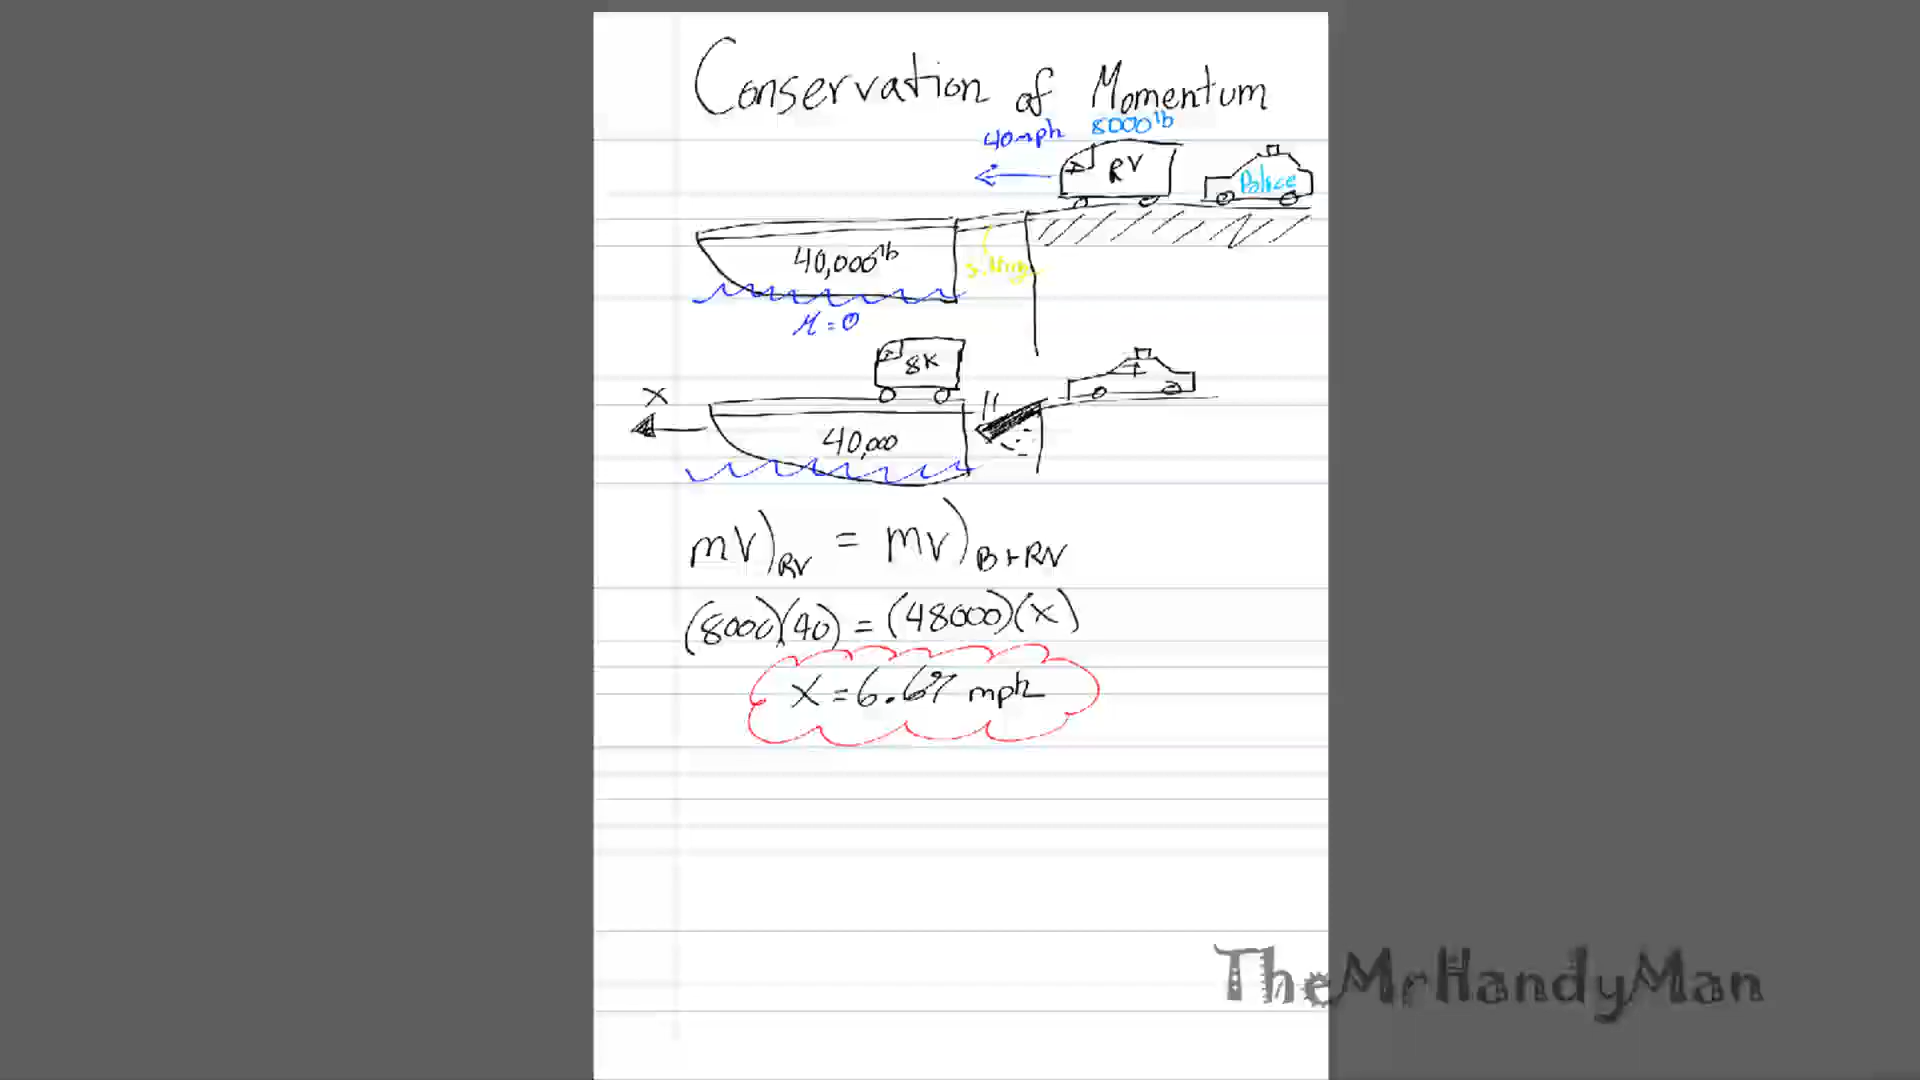 Conservation of Momentum
40mph 8000lb
RV
Police
40,000lb
μ=0
8K
X
40,000
mV)RV = mV)B+RV
(8000)(40) = (48000)(X)
X=6.67 mph
TheMrHandyMan